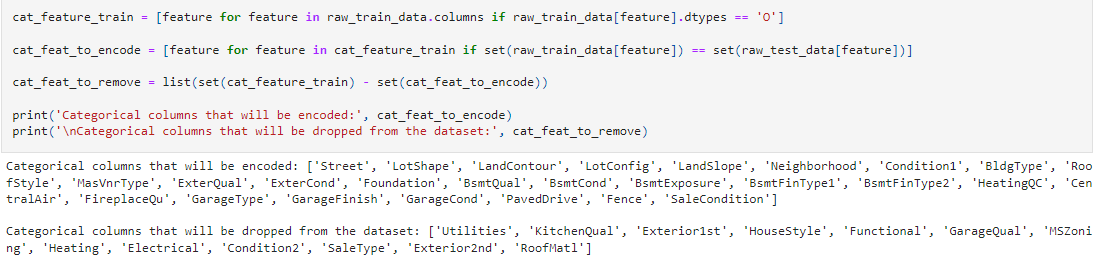 cat_feature_train = [feature for feature in raw_train_data.columns if raw_train_data[feature].dtypes == 'O']
cat_feat_to_encode = [feature for feature in cat_feature_train if set(raw_train_data[feature]) == set(raw_test_data[feature])]
cat_feat_to_remove = list(set(cat_feature_train) - set(cat_feat_to_encode))
print('Categorical columns that will be encoded:', cat_feat_to_encode)
print('\nCategorical columns that will be dropped from the dataset:', cat_feat_to_remove)
Categorical columns that will be encoded: ['Street', 'LotShape', 'LandContour', 'LotConfig', 'LandSlope', 'Neighborhood', 'Condition1', 'BldgType', 'Roo
fStyle', 'MasVnrType', 'ExterQual', 'ExterCond', 'Foundation', 'BsmtQual', 'BsmtCond', 'BsmtExposure', 'BsmtFinType1', 'BsmtFinType2', 'HeatingQC', 'Cen
tralAir', 'FireplaceQu', 'GarageType', 'GarageFinish', 'GarageCond', 'PavedDrive', 'Fence', 'SaleCondition']
Categorical columns that will be dropped from the dataset: ['Utilities', 'KitchenQual', 'Exterior1st', 'HouseStyle', 'Functional', 'GarageQual', 'MSZoni
ng', 'Heating', 'Electrical', 'Condition2', 'SaleType', 'Exterior2nd', 'RoofMatl']